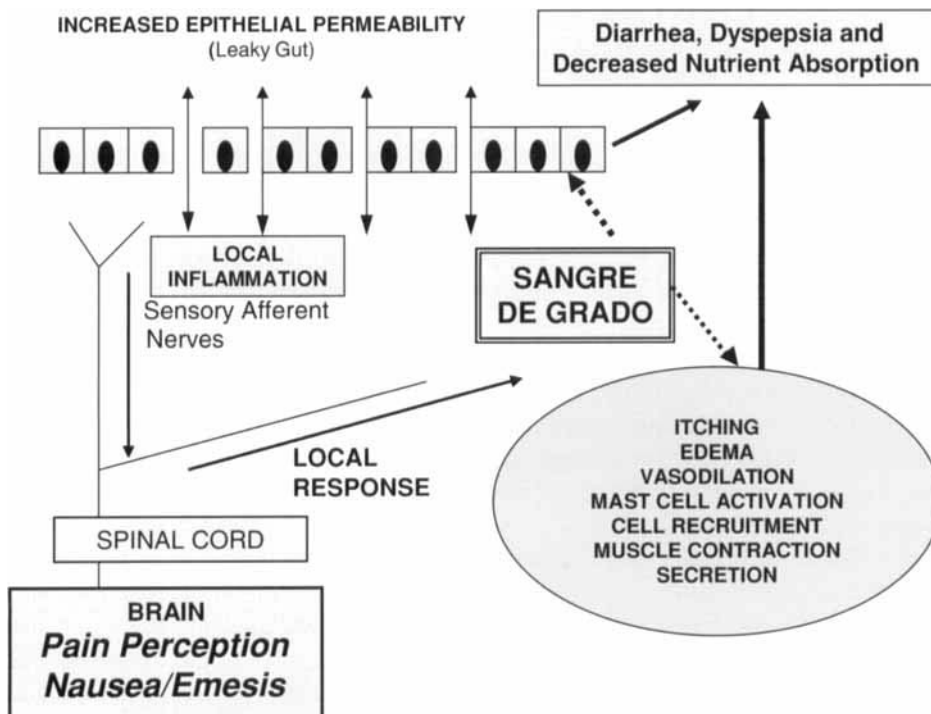 INCREASED EPITHELIAL PERMEABILITY
(Leaky Gut)
Diarrhea, Dyspepsia and
Decreased Nutrient Absorption
LOCAL
INFLAMMATION
Sensory Afferent
Nerves
SANGRE
DE GRADO
LOCAL
RESPONSE
ITCHING
EDEMA
VASODILATION
MAST CELL ACTIVATION
CELL RECRUITMENT
MUSCLE CONTRACTION
SECRETION
SPINAL CORD
BRAIN
Pain Perception
Nausea/Emesis